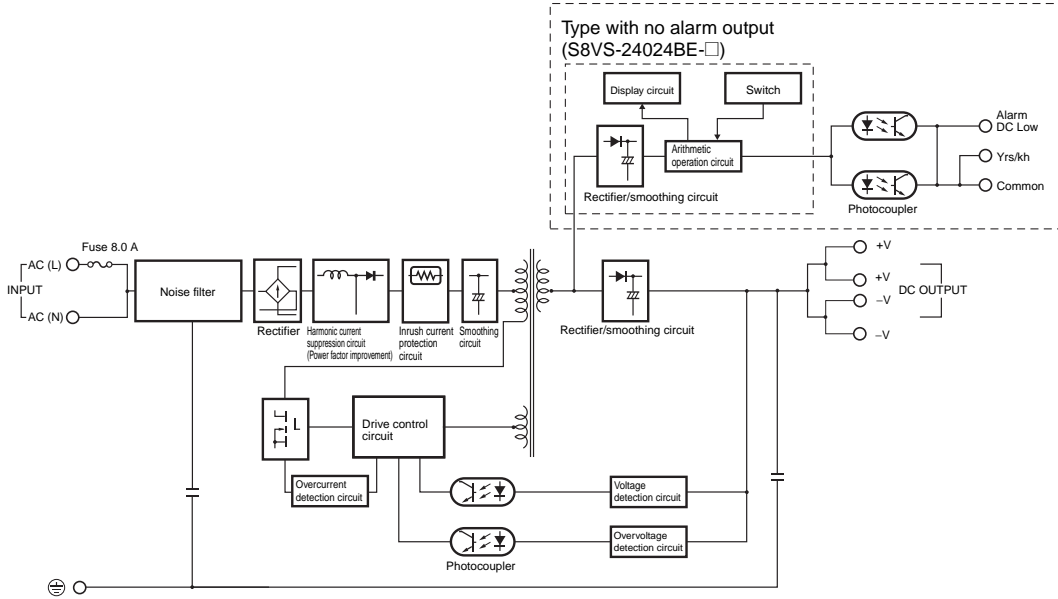 Type with no alarm output
(S8VS-24024BE-□)
Display circuit
Switch
Arithmetic
operation circuit
Rectifier/smoothing circuit
Alarm
DC Low
Yrs/kh
Common
Photocoupler
Fuse 8.0 A
AC (L)
INPUT
AC (N)
Noise filter
Rectifier
Harmonic current
suppression circuit
(Power factor improvement)
Inrush current
protection
circuit
Smoothing
circuit
Rectifier/smoothing circuit
+V
+V
DC OUTPUT
–V
–V
Drive control
circuit
Overcurrent
detection circuit
Voltage
detection circuit
Overvoltage
detection circuit
Photocoupler